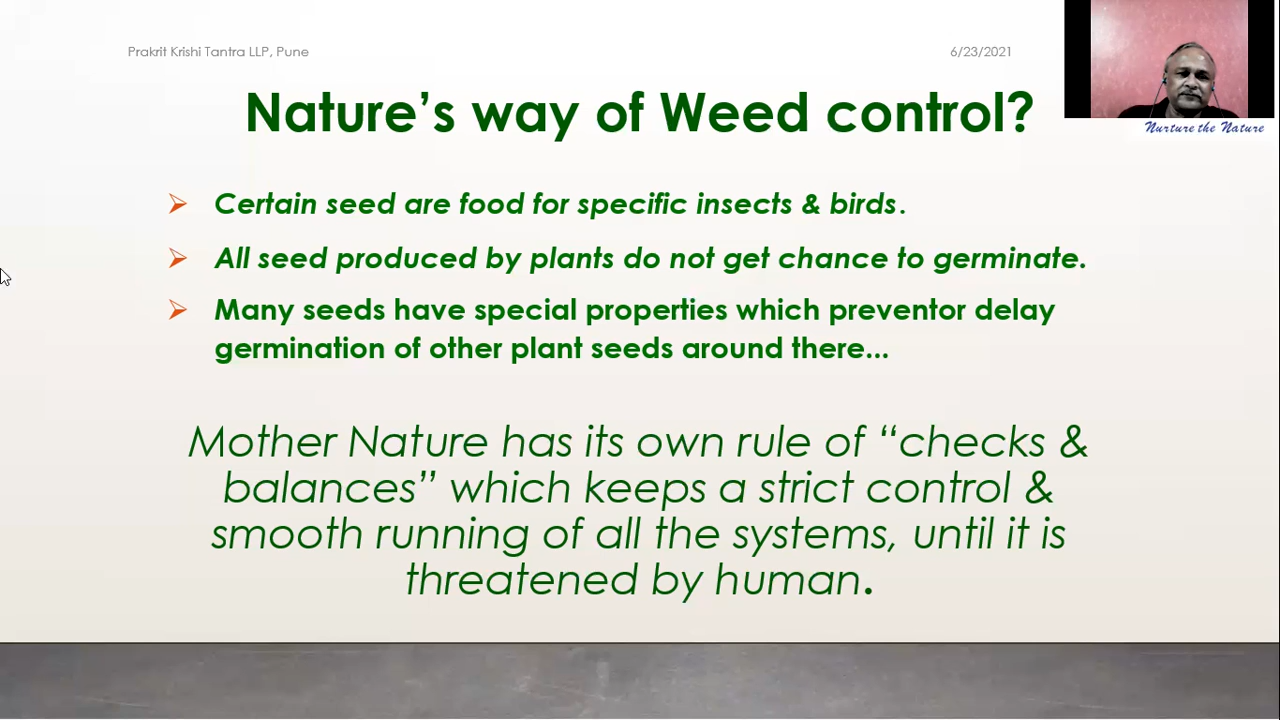 Prakrit Krishi Tantra LLP, Pune
6/23/2021
Nature’s way of Weed control?
Nurture the Nature
Certain seed are food for specific insects & birds.
All seed produced by plants do not get chance to germinate.
Many seeds have special properties which preventor delay
germination of other plant seeds around there...
Mother Nature has its own rule of “checks &
balances” which keeps a strict control &
smooth running of all the systems, until it is
threatened by human.